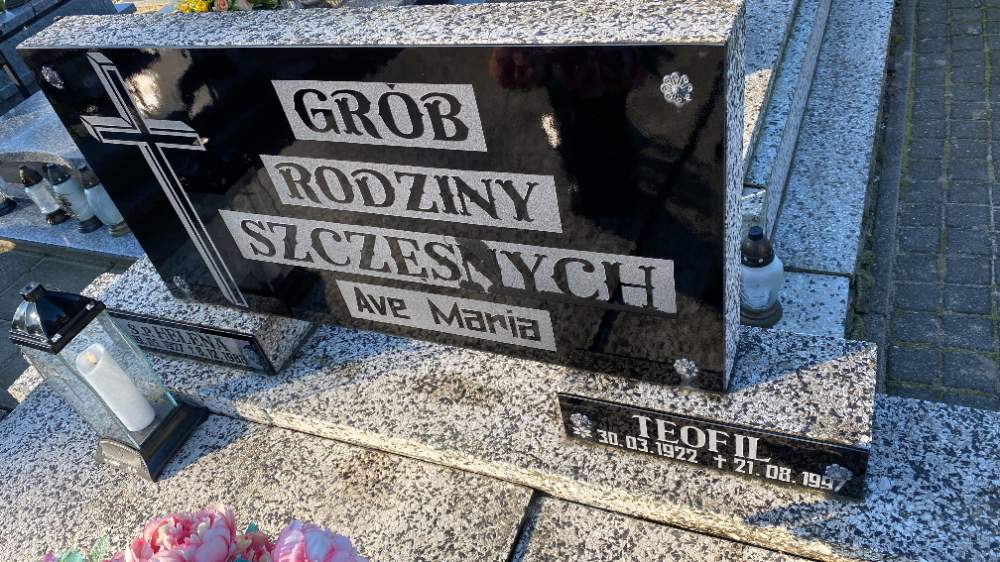 GRÓB
RODZINY
SZCZĘSNYCH
Ave Maria
TEOFIL
30.03.1922 † 21.08.1997